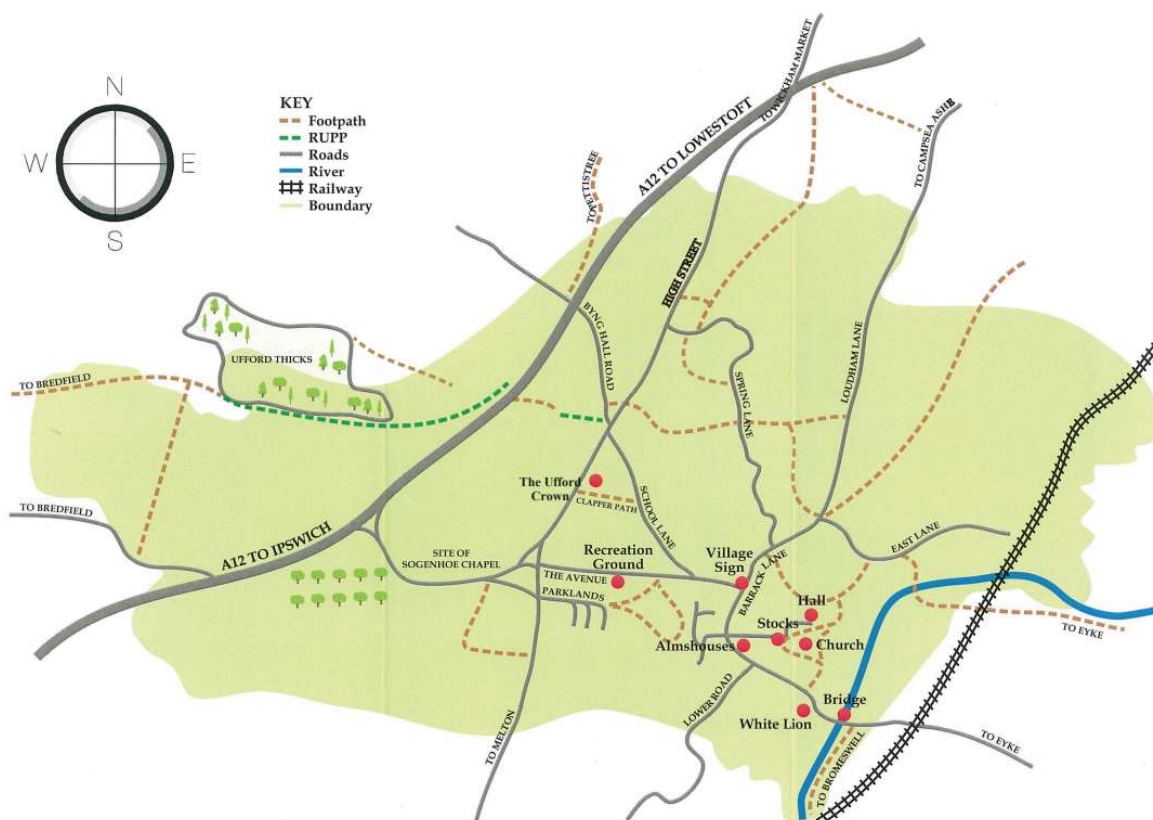 N
W
E
S
KEY
Footpath
RUPP
Roads
River
Railway
Boundary
TO WICKHAM MARKET
A12 TO LOWESTOFT
TO CAMPSEA ASHE
TO PETTISTREE
HIGH STREET
BYNG HALL ROAD
UFFORD THICKS
TO BREDFIELD
SPRING LANE
LOUDHAM LANE
The Ufford
Crown
CLAPPER PATH
SCHOOL LANE
TO BREDFIELD
A12 TO IPSWICH
SITE OF
SOGENHOE CHAPEL
Recreation
Ground
THE AVENUE
PARKLANDS
Village
Sign
BARRACK LANE
EAST LANE
Hall
Stocks
Church
Almshouses
TO EYKE
LOWER ROAD
White Lion
Bridge
TO MELTON
TO BROMESWELL
TO EYKE